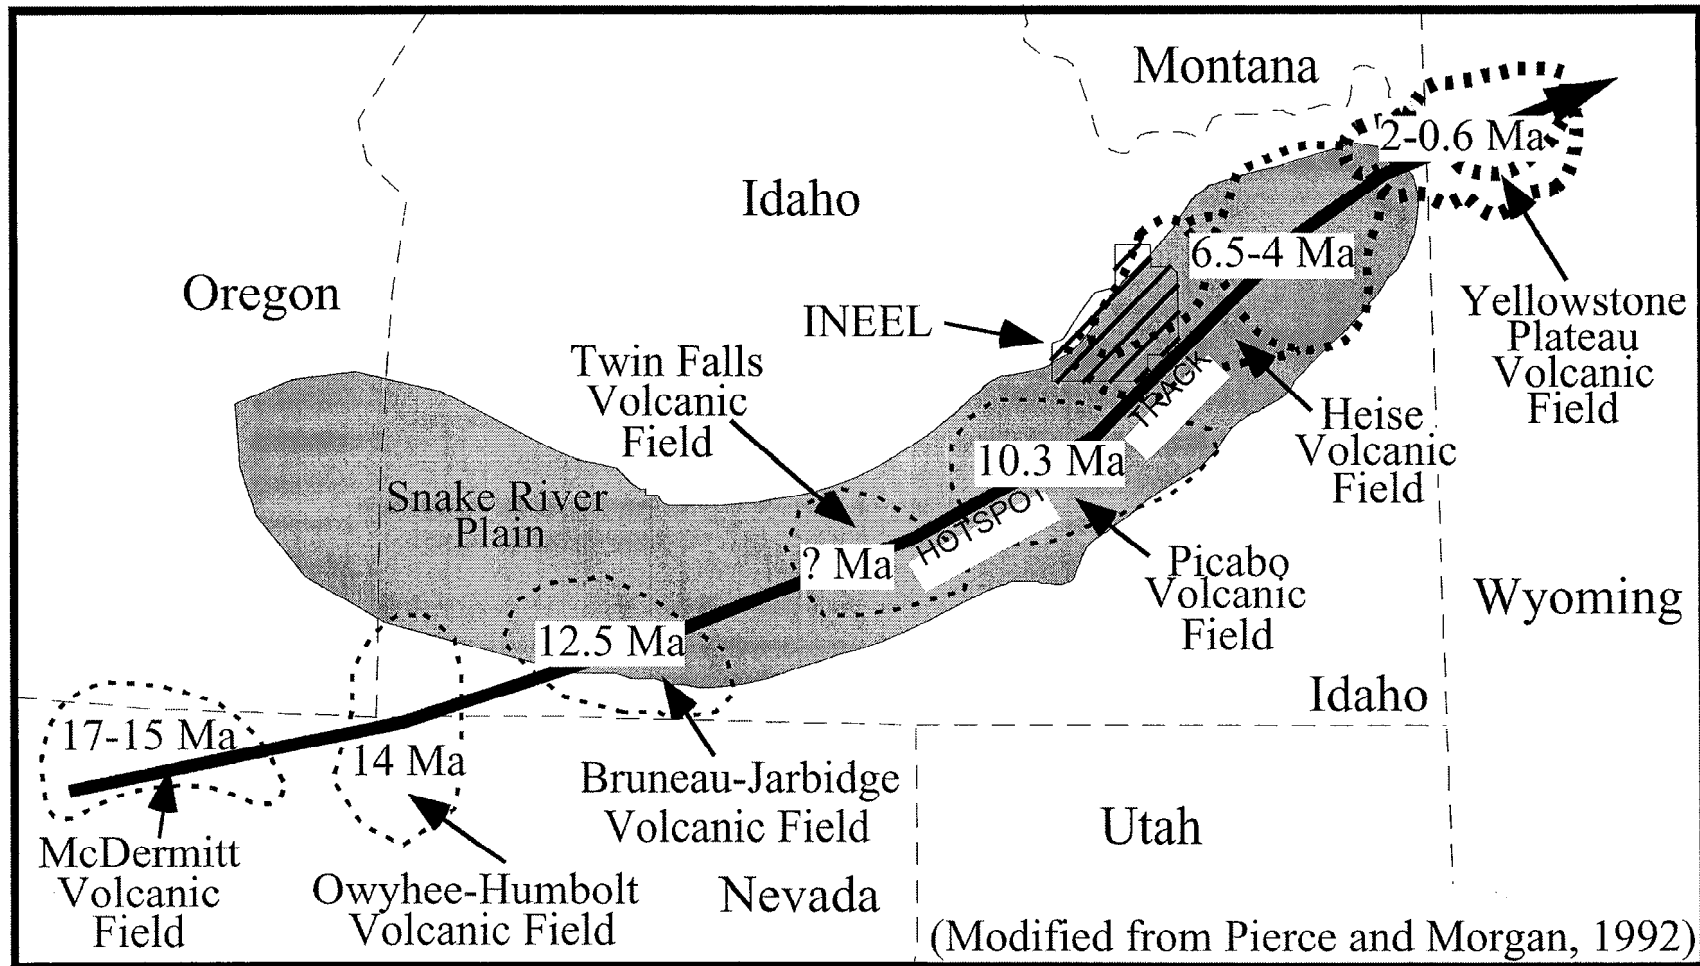 Montana
2-0.6 Ma
Idaho
6.5-4 Ma
Oregon
INEEL
Yellowstone
Plateau
Volcanic
Field
Twin Falls
Volcanic
Field
TRACK
Heise
Volcanic
Field
10.3 Ma
Snake River
Plain
HOTSPOT
? Ma
Picabo
Volcanic
Field
Wyoming
12.5 Ma
Idaho
17-15 Ma
14 Ma
Bruneau-Jarbidge
Volcanic Field
Utah
McDermitt
Volcanic
Field
Owyhee-Humbolt
Volcanic Field
Nevada
(Modified from Pierce and Morgan, 1992)